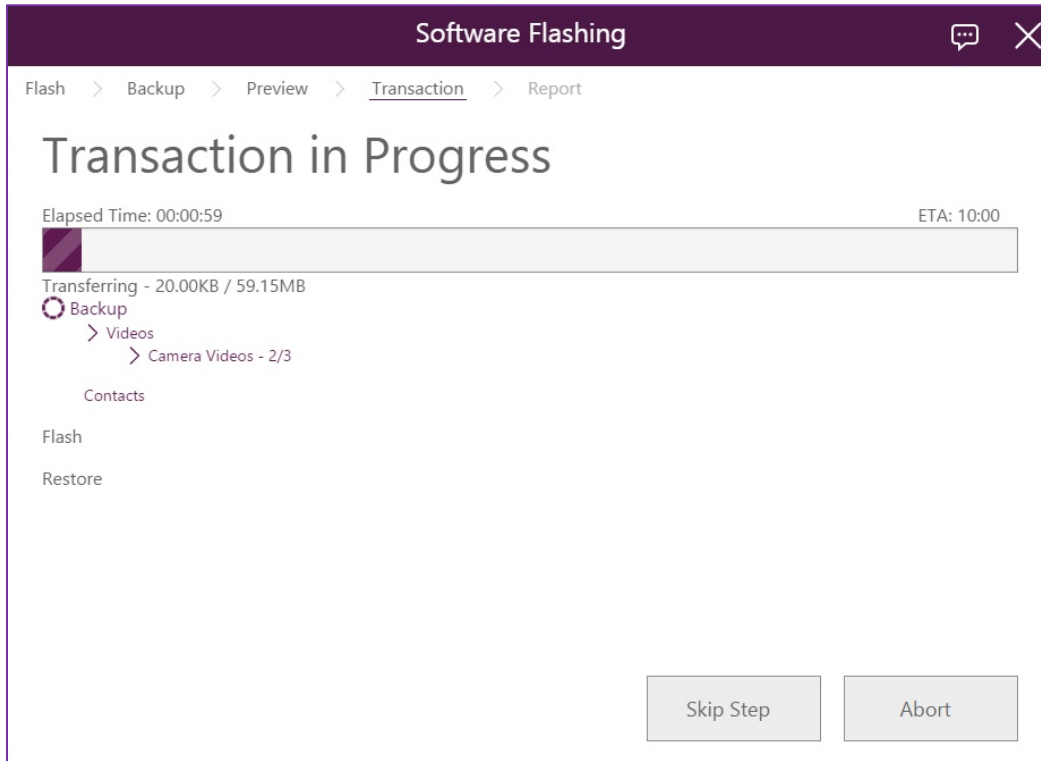 Software Flashing
Flash Backup Preview Transaction Report
Transaction in Progress
Elapsed Time: 00:00:59 ETA: 10:00
Transferring - 20.00KB / 59.15MB
Backup
Videos
Camera Videos - 2/3
Contacts
Flash
Restore
Skip Step Abort